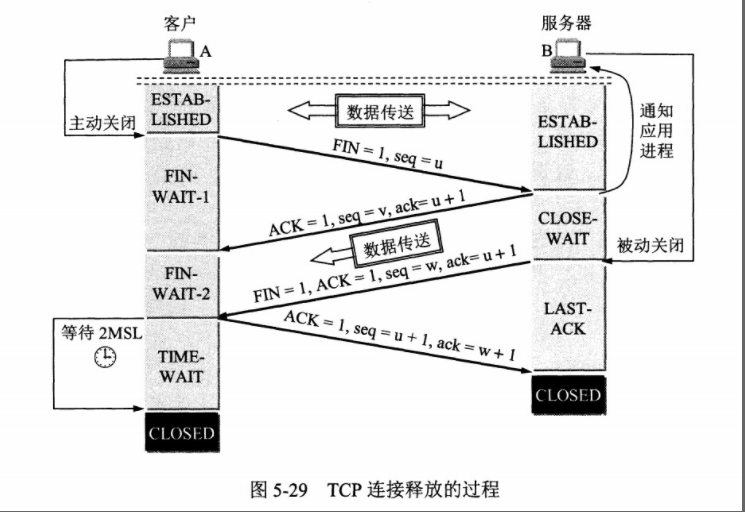 客户
服务器
A
B
ESTAB-
LISHED
数据传送
主动关闭
ESTAB-
LISHED
通知
应用
进程
FIN = 1, seq = u
FIN-
WAIT-1
ACK = 1, seq = v, ack= u + 1
CLOSE-
WAIT
数据传送
被动关闭
FIN-
WAIT-2
FIN = 1, ACK = 1, seq = w, ack= u + 1
LAST-
ACK
等待 2MSL
ACK = 1, seq = u + 1, ack = w + 1
TIME-
WAIT
CLOSED
CLOSED
图 5-29 TCP 连接释放的过程